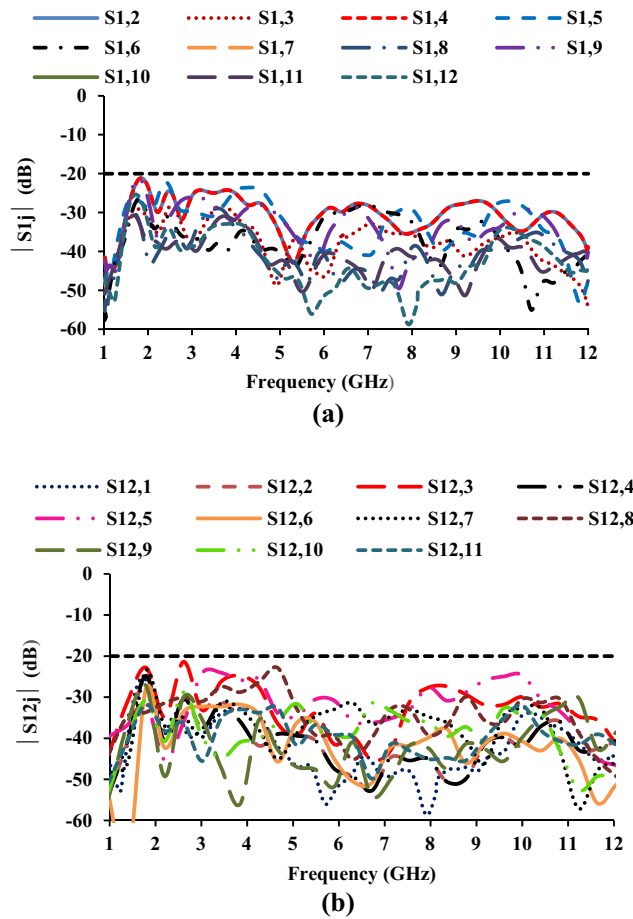 S1,2 S1,3 S1,4 S1,5
S1,6 S1,7 S1,8 S1,9
S1,10 S1,11 S1,12
0
-10
-20
-30
-40
-50
-60
|S1j| (dB)
1 2 3 4 5 6 7 8 9 10 11 12
Frequency (GHz)
(a)
S12,1 S12,2 S12,3 S12,4
S12,5 S12,6 S12,7 S12,8
S12,9 S12,10 S12,11
0
-10
-20
-30
-40
-50
-60
|S12j| (dB)
1 2 3 4 5 6 7 8 9 10 11 12
Frequency (GHz)
(b)